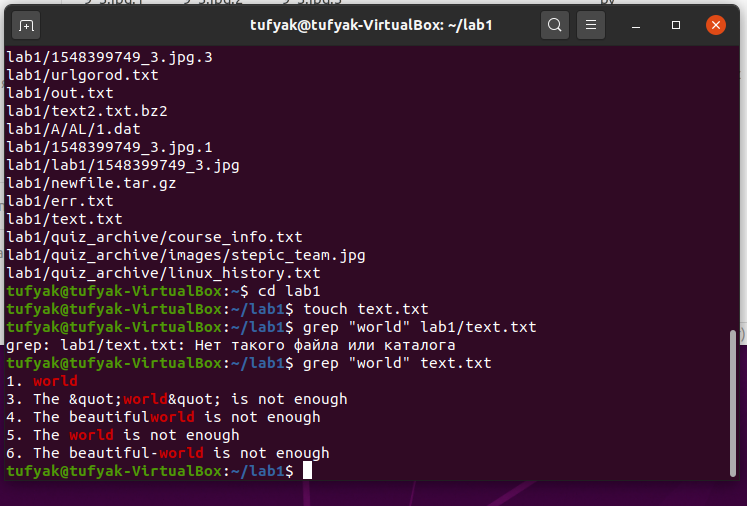 tufyak@tufyak-VirtualBox: ~/lab1
lab1/1548399749_3.jpg.3
lab1/urlgorod.txt
lab1/out.txt
lab1/text2.txt.bz2
lab1/A/AL/1.dat
lab1/1548399749_3.jpg.1
lab1/lab1/1548399749_3.jpg
lab1/newfile.tar.gz
lab1/err.txt
lab1/text.txt
lab1/quiz_archive/course_info.txt
lab1/quiz_archive/images/stepic_team.jpg
lab1/quiz_archive/linux_history.txt
tufyak@tufyak-VirtualBox:~$ cd lab1
tufyak@tufyak-VirtualBox:~/lab1$ touch text.txt
tufyak@tufyak-VirtualBox:~/lab1$ grep "world" lab1/text.txt
grep: lab1/text.txt: Нет такого файла или каталога
tufyak@tufyak-VirtualBox:~/lab1$ grep "world" text.txt
1. world
3. The &quot;world&quot; is not enough
4. The beautifulworld is not enough
5. The world is not enough
6. The beautiful-world is not enough
tufyak@tufyak-VirtualBox:~/lab1$